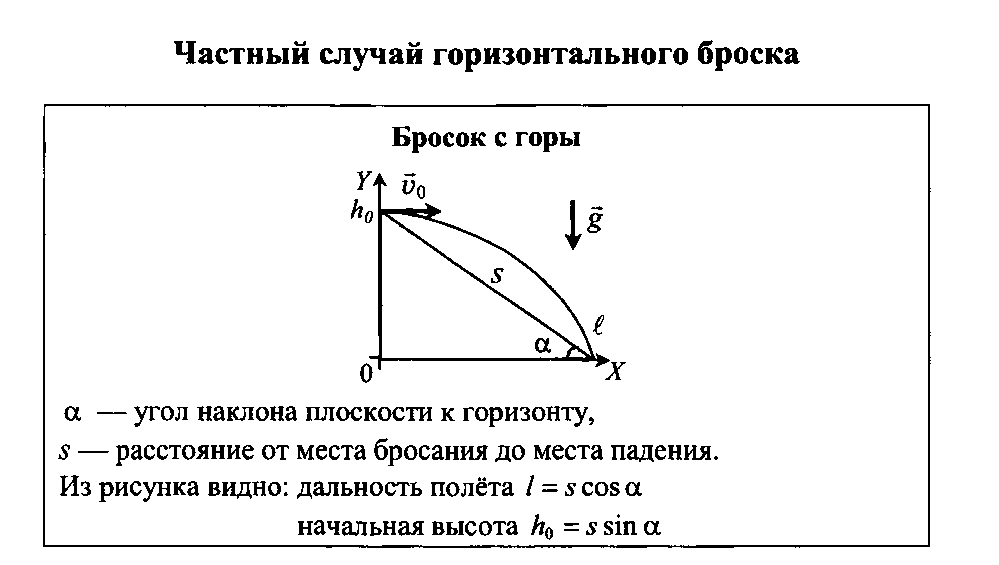 Частный случай горизонтального броска
Бросок с горы
Y
v⃗₀
h₀
g⃗
s
ℓ
α
0
X
α — угол наклона плоскости к горизонту,
s — расстояние от места бросания до места падения.
Из рисунка видно: дальность полёта l = s cos α
начальная высота h₀ = s sin α